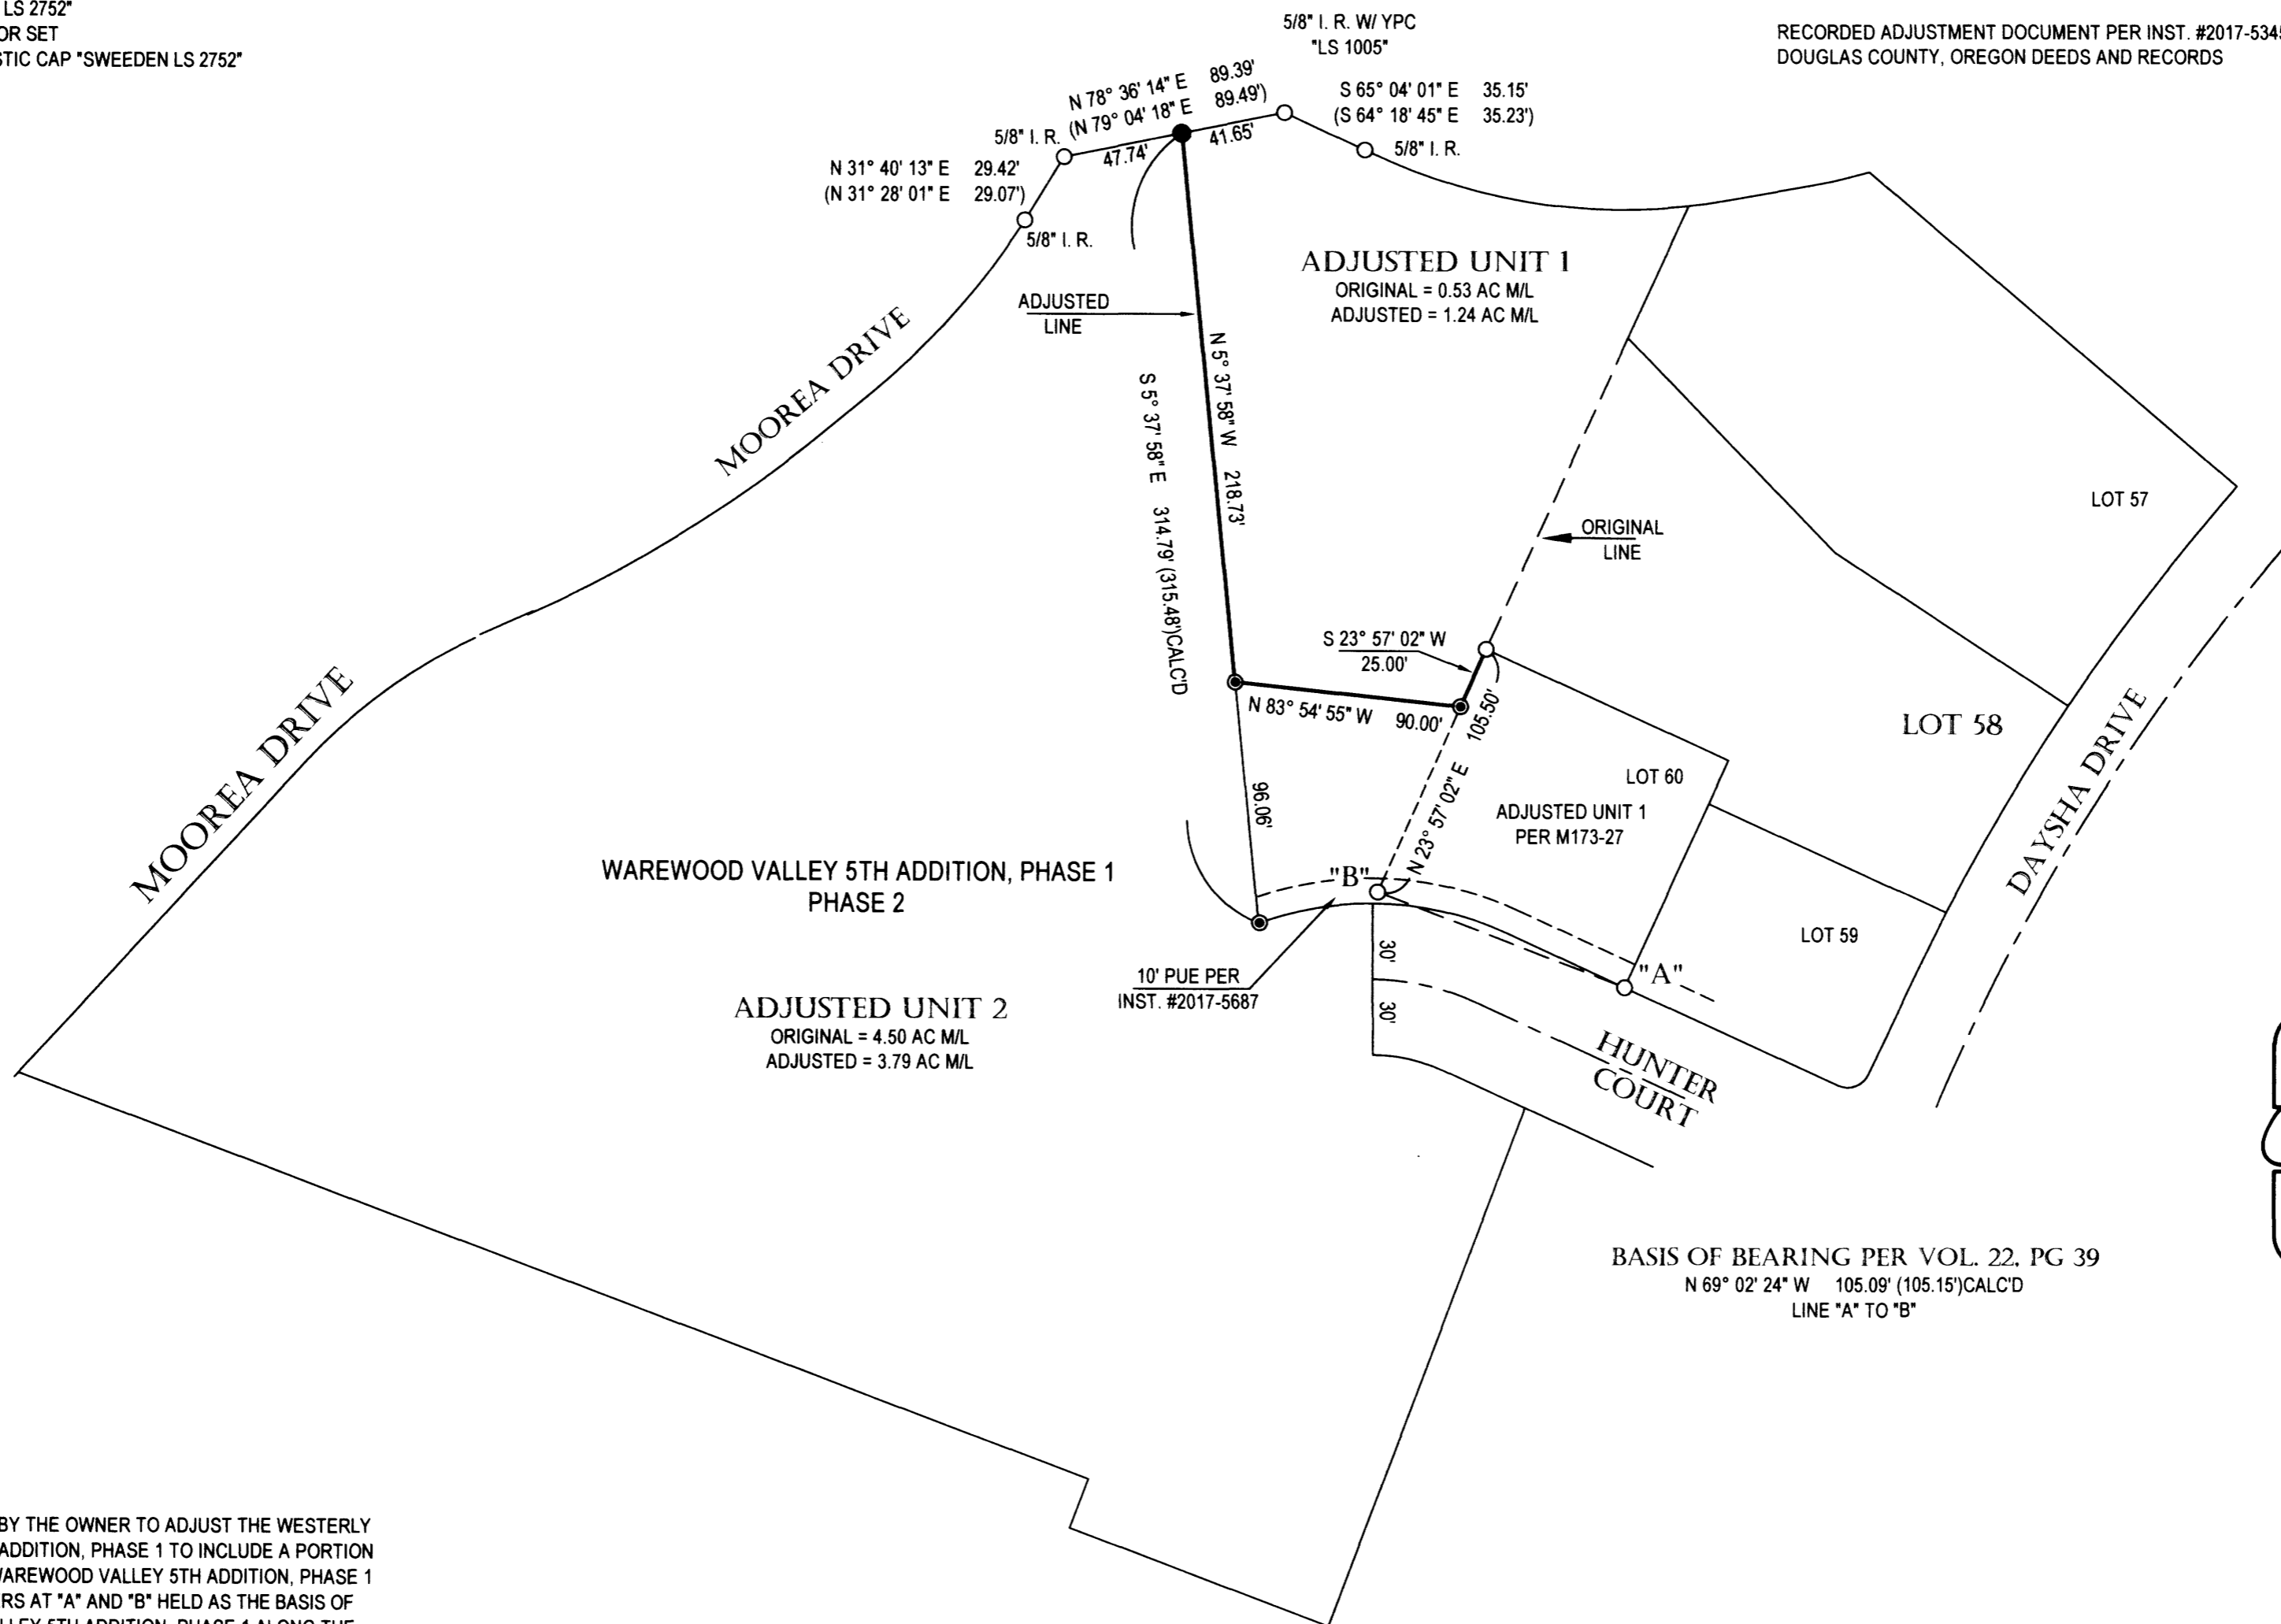 LS 2752"
OR SET
STIC CAP "SWEEDEN LS 2752"
5/8" I. R. W/ YPC
"LS 1005"
RECORDED ADJUSTMENT DOCUMENT PER INST. #2017-5345
DOUGLAS COUNTY, OREGON DEEDS AND RECORDS
N 78° 36' 14" E 89.39'
(N 79° 04' 18" E 89.49')
S 65° 04' 01" E 35.15'
(S 64° 18' 45" E 35.23')
5/8" I. R.
47.74'
41.65'
5/8" I. R.
N 31° 40' 13" E 29.42'
(N 31° 28' 01" E 29.07')
5/8" I. R.
ADJUSTED UNIT 1
ORIGINAL = 0.53 AC M/L
ADJUSTED = 1.24 AC M/L
ADJUSTED
LINE
MOOREA DRIVE
N 5° 37' 58" W 218.73'
S 5° 37' 58" E 314.79' (315.48')CALC'D
LOT 57
ORIGINAL
LINE
S 23° 57' 02" W
25.00'
N 83° 54' 55" W 90.00'
N 23° 57' 02" E 105.50'
LOT 58
MOOREA DRIVE
DAYSHA DRIVE
LOT 60
ADJUSTED UNIT 1
PER M173-27
96.06'
WAREWOOD VALLEY 5TH ADDITION, PHASE 1
PHASE 2
"B"
LOT 59
30'
"A"
10' PUE PER
INST. #2017-5687
30'
ADJUSTED UNIT 2
ORIGINAL = 4.50 AC M/L
ADJUSTED = 3.79 AC M/L
HUNTER
COURT
BASIS OF BEARING PER VOL. 22, PG 39
N 69° 02' 24" W 105.09' (105.15')CALC'D
LINE "A" TO "B"
BY THE OWNER TO ADJUST THE WESTERLY
ADDITION, PHASE 1 TO INCLUDE A PORTION
WAREWOOD VALLEY 5TH ADDITION, PHASE 1
ERS AT "A" AND "B" HELD AS THE BASIS OF
LLEY 5TH ADDITION, PHASE 1 ALONG THE